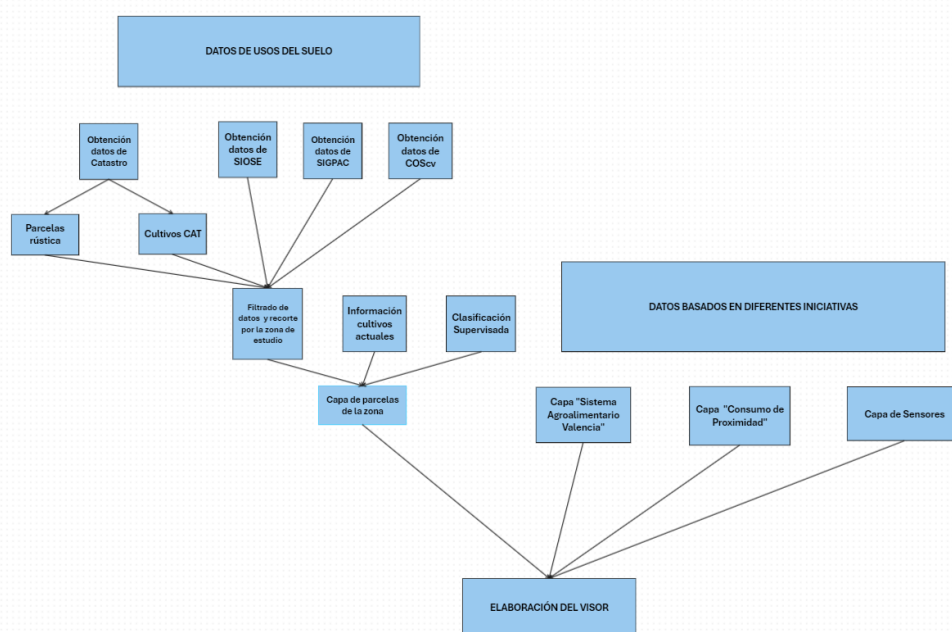 DATOS DE USOS DEL SUELO
Obtención
datos de
Catastro
Obtención
datos de
SIOSE
Obtención
datos de
SIGPAC
Obtención
datos de
COScv
Parcelas
rústica
Cultivos CAT
Filtrado de
datos y recorte
por la zona de
estudio
Información
cultivos
actuales
Clasificación
Supervisada
DATOS BASADOS EN DIFERENTES INICIATIVAS
Capa de parcelas
de la zona
Capa "Sistema
Agroalimentario
Valencia"
Capa "Consumo de
Proximidad"
Capa de Sensores
ELABORACIÓN DEL VISOR